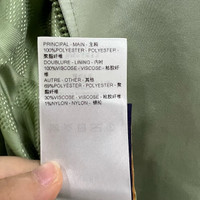 PRINCIPAL - MAIN - 主料
100%POLYESTER - POLYESTER -
聚酯纤维
DOUBLURE - LINING - 内料
100%VISCOSE - VISCOSE - 粘胶纤
维
AUTRE - OTHER - 其他
69%POLYESTER - POLYESTER -
聚酯纤维
30%VISCOSE - VISCOSE - 粘胶纤维
1%NYLON - NYLON - 锦纶